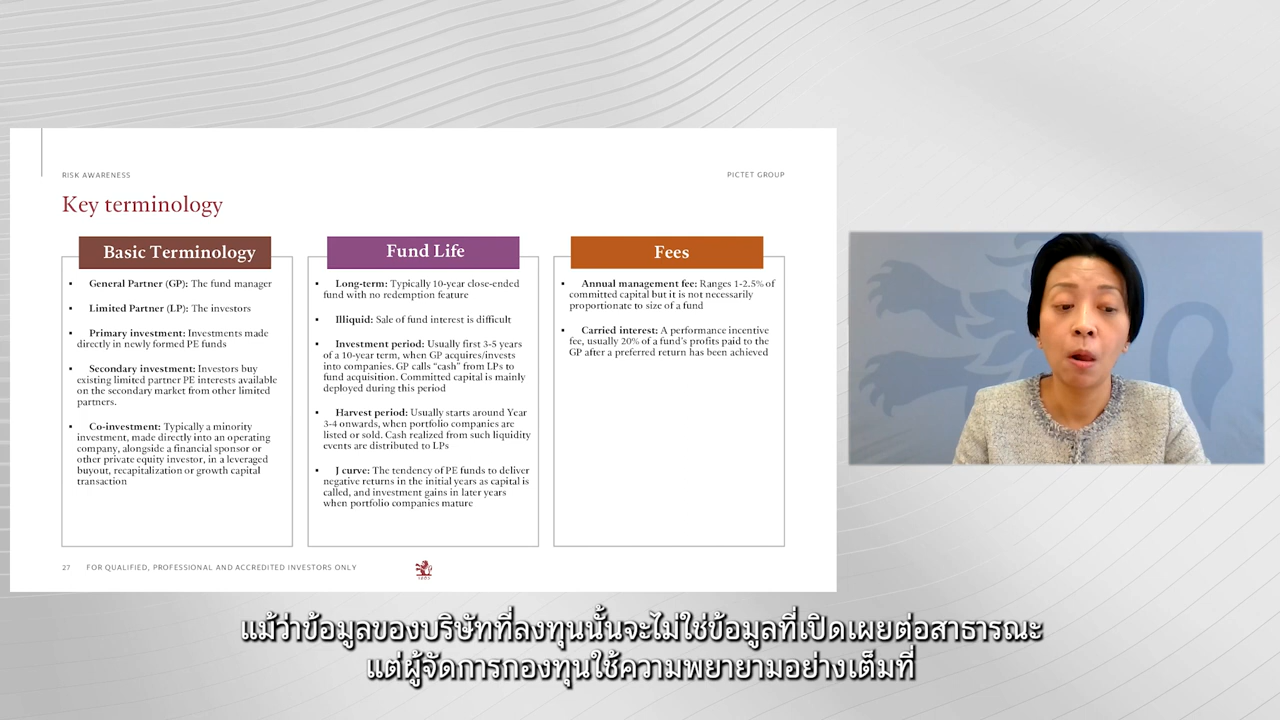 RISK AWARENESS
PICTET GROUP
Key terminology
Basic Terminology
▪ General Partner (GP): The fund manager
▪ Limited Partner (LP): The investors
▪ Primary investment: Investments made
directly in newly formed PE funds
▪ Secondary investment: Investors buy
existing limited partner PE interests available
on the secondary market from other limited
partners.
▪ Co-investment: Typically a minority
investment, made directly into an operating
company, alongside a financial sponsor or
other private equity investor, in a leveraged
buyout, recapitalization or growth capital
transaction
Fund Life
▪ Long-term: Typically 10-year close-ended
fund with no redemption feature
▪ Illiquid: Sale of fund interest is difficult
▪ Investment period: Usually first 3-5 years
of a 10-year term, when GP acquires/invests
into companies. GP calls “cash” from LPs to
fund acquisition. Committed capital is mainly
deployed during this period
▪ Harvest period: Usually starts around Year
3-4 onwards, when portfolio companies are
listed or sold. Cash realized from such liquidity
events are distributed to LPs
▪ J curve: The tendency of PE funds to deliver
negative returns in the initial years as capital is
called, and investment gains in later years
when portfolio companies mature
Fees
▪ Annual management fee: Ranges 1-2.5% of
committed capital but it is not necessarily
proportionate to size of a fund
▪ Carried interest: A performance incentive
fee, usually 20% of a fund’s profits paid to the
GP after a preferred return has been achieved
27 FOR QUALIFIED, PROFESSIONAL AND ACCREDITED INVESTORS ONLY
แม้ว่าข้อมูลของบริษัทที่ลงทุนนั้นจะไม่ใช่ข้อมูลที่เปิดเผยต่อสาธารณะ
แต่ผู้จัดการกองทุนใช้ความพยายามอย่างเต็มที่